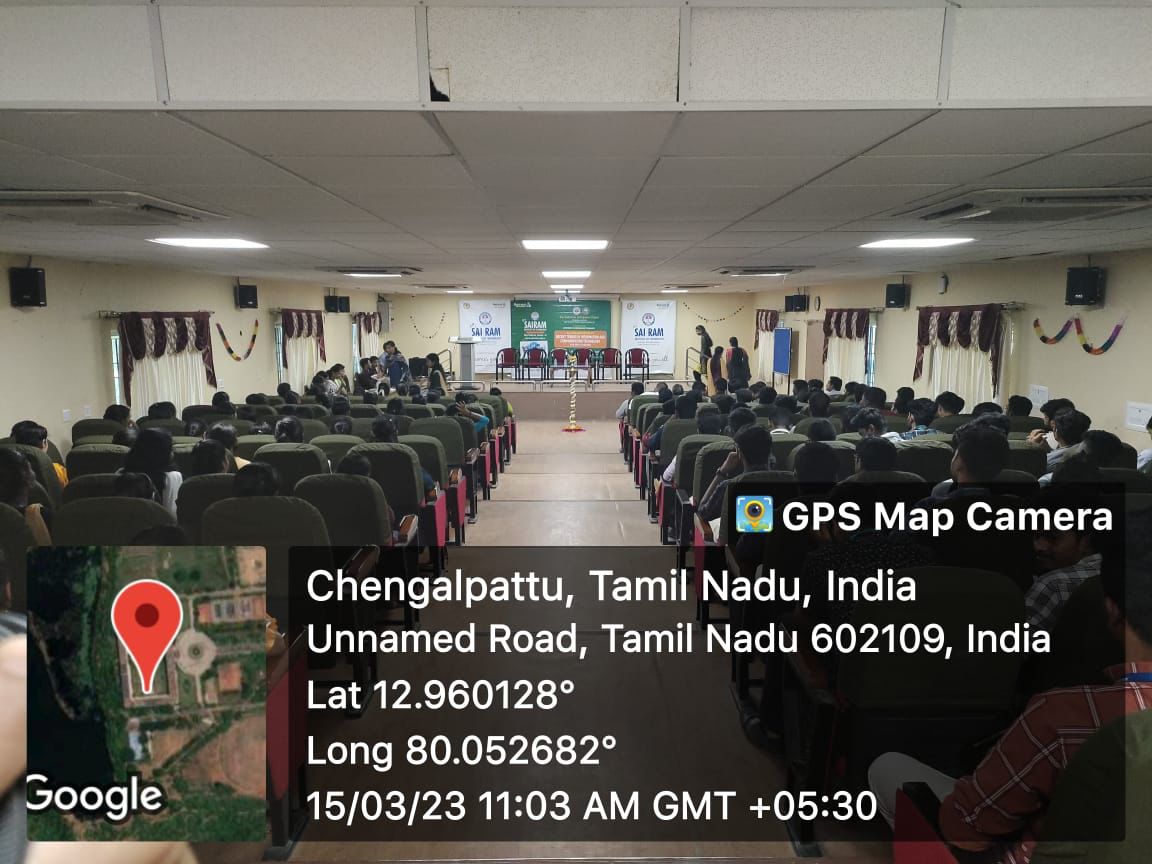 SAI RAM
SAIRAM
SAI RAM
GPS Map Camera
Chengalpattu, Tamil Nadu, India
Unnamed Road, Tamil Nadu 602109, India
Lat 12.960128°
Long 80.052682°
15/03/23 11:03 AM GMT +05:30
Google